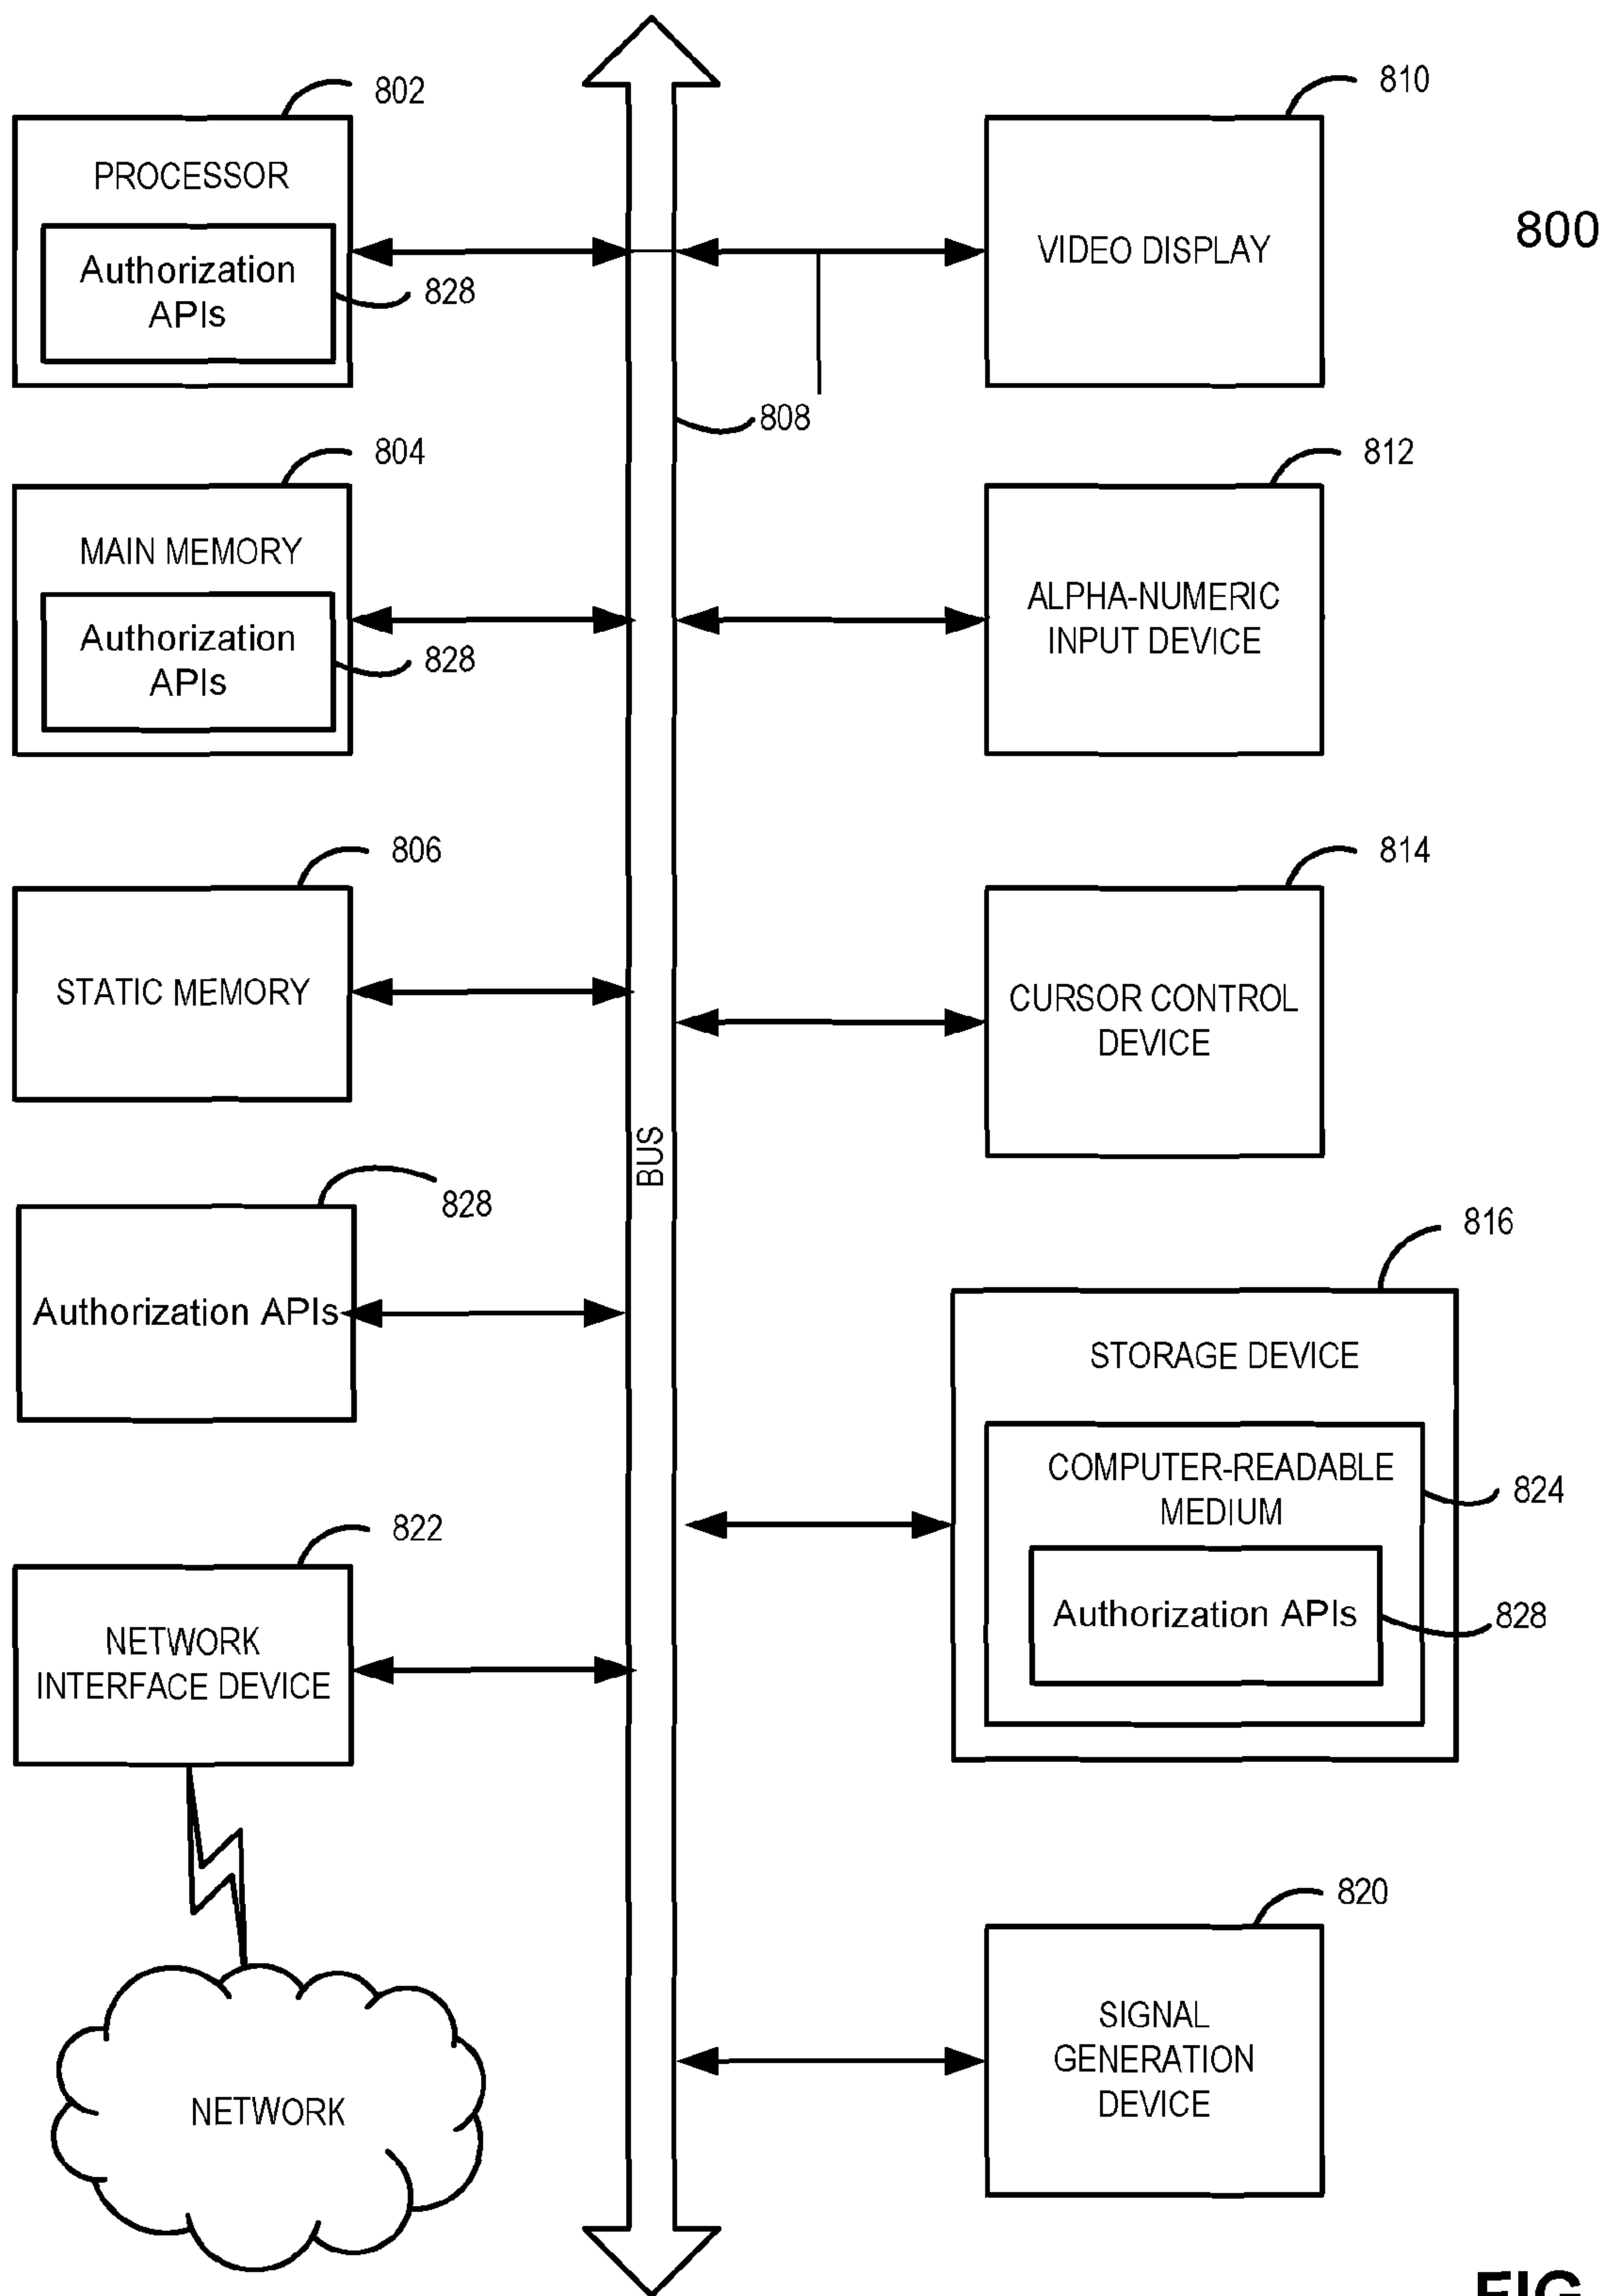 802
PROCESSOR
Authorization
APIs
828
810
VIDEO DISPLAY
800
808
804
MAIN MEMORY
Authorization
APIs
828
812
ALPHA-NUMERIC
INPUT DEVICE
806
STATIC MEMORY
814
CURSOR CONTROL
DEVICE
BUS
828
Authorization APIs
816
STORAGE DEVICE
COMPUTER-READABLE
MEDIUM
824
Authorization APIs
828
822
NETWORK
INTERFACE DEVICE
NETWORK
820
SIGNAL
GENERATION
DEVICE
FIG